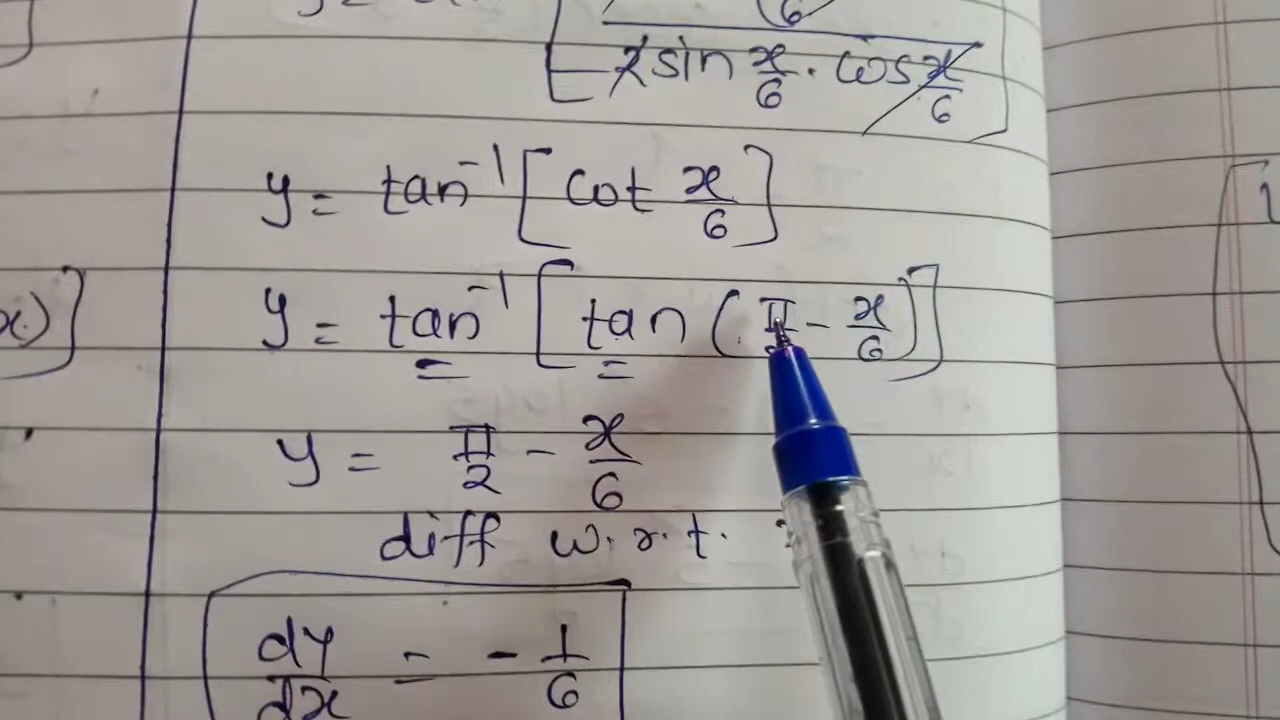 6
2 sin x/6 . cos x/6
y = tan⁻¹ [cot x/6]
x)]
y = tan⁻¹ [tan (π - x/6)]
y = π/2 - x/6
diff w.r.t.
dy/dx = - 1/6